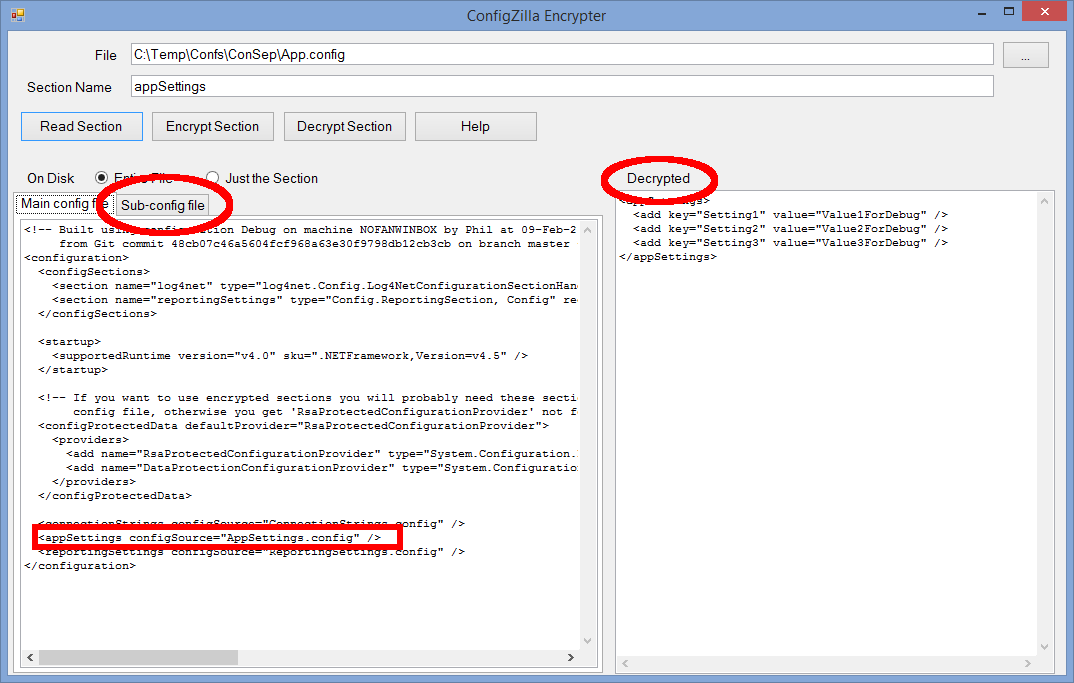 ConfigZilla Encrypter
File C:\Temp\Confs\ConSep\App.config ...
Section Name appSettings
Read Section Encrypt Section Decrypt Section Help
On Disk Entire File Just the Section
Main config file Sub-config file
<!-- Built using configuration Debug on machine NOFANWINBOX by Phil at 09-Feb-2
from Git commit 48cb07c46a5604fcf968a63e30f9798db12cb3cb on branch master
<configuration>
<configSections>
<section name="log4net" type="log4net.Config.Log4NetConfigurationSectionHan
<section name="reportingSettings" type="Config.ReportingSection, Config" re
</configSections>
<startup>
<supportedRuntime version="v4.0" sku=".NETFramework,Version=v4.5" />
</startup>
<!-- If you want to use encrypted sections you will probably need these secti
config file, otherwise you get 'RsaProtectedConfigurationProvider' not f
<configProtectedData defaultProvider="RsaProtectedConfigurationProvider">
<providers>
<add name="RsaProtectedConfigurationProvider" type="System.Configuration.
<add name="DataProtectionConfigurationProvider" type="System.Configuratio
</providers>
</configProtectedData>
<connectionStrings configSource="ConnectionStrings.config" />
<appSettings configSource="AppSettings.config" />
<reportingSettings configSource="ReportingSettings.config" />
</configuration>
Decrypted
<appSettings>
<add key="Setting1" value="Value1ForDebug" />
<add key="Setting2" value="Value2ForDebug" />
<add key="Setting3" value="Value3ForDebug" />
</appSettings>